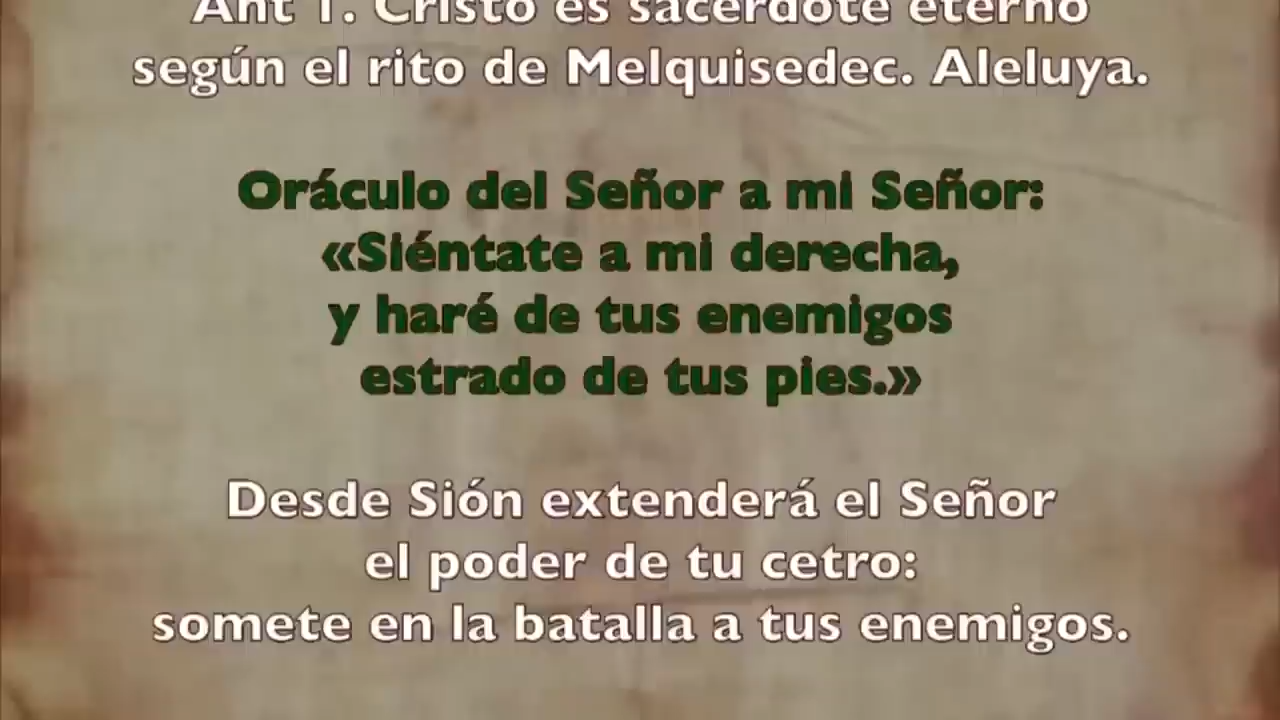 Ant 1. Cristo es sacerdote eterno
según el rito de Melquisedec. Aleluya.
Oráculo del Señor a mi Señor:
«Siéntate a mi derecha,
y haré de tus enemigos
estrado de tus pies.»
Desde Sión extenderá el Señor
el poder de tu cetro:
somete en la batalla a tus enemigos.